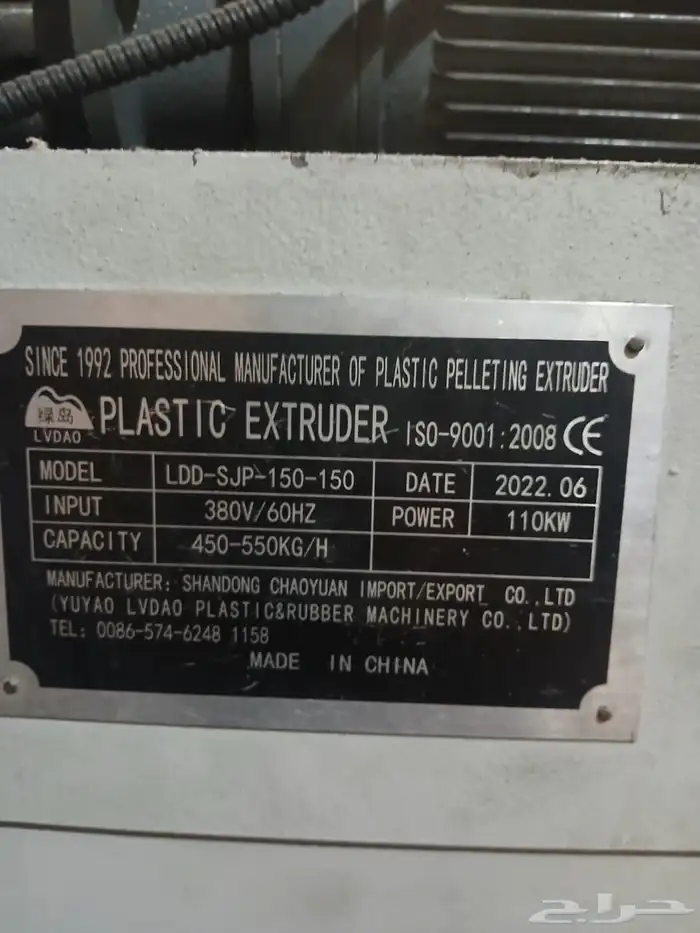 SINCE 1992 PROFESSIONAL MANUFACTURER OF PLASTIC PELLETING EXTRUDER
绿岛
LVDAO
PLASTIC EXTRUDER ISO-9001:2008 CE
MODEL LDD-SJP-150-150 DATE 2022.06
INPUT 380V/60HZ POWER 110KW
CAPACITY 450-550KG/H
MANUFACTURER: SHANDONG CHAOYUAN IMPORT/EXPORT CO.,LTD
(YUYAO LVDAO PLASTIC&RUBBER MACHINERY CO.,LTD)
TEL: 0086-574-6248 1158
MADE IN CHINA
حراج